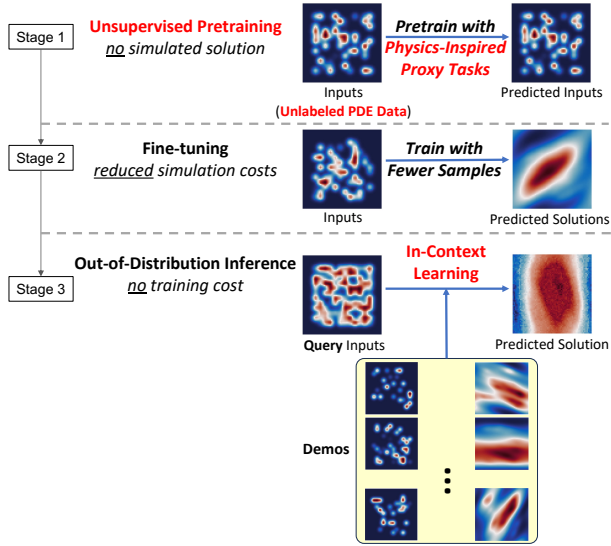 Stage 1
Unsupervised Pretraining
no simulated solution
Pretrain with
Physics-Inspired
Proxy Tasks
Inputs
Predicted Inputs
(Unlabeled PDE Data)
Stage 2
Fine-tuning
reduced simulation costs
Train with
Fewer Samples
Inputs
Predicted Solutions
Stage 3
Out-of-Distribution Inference
no training cost
In-Context
Learning
Query Inputs
Predicted Solution
Demos